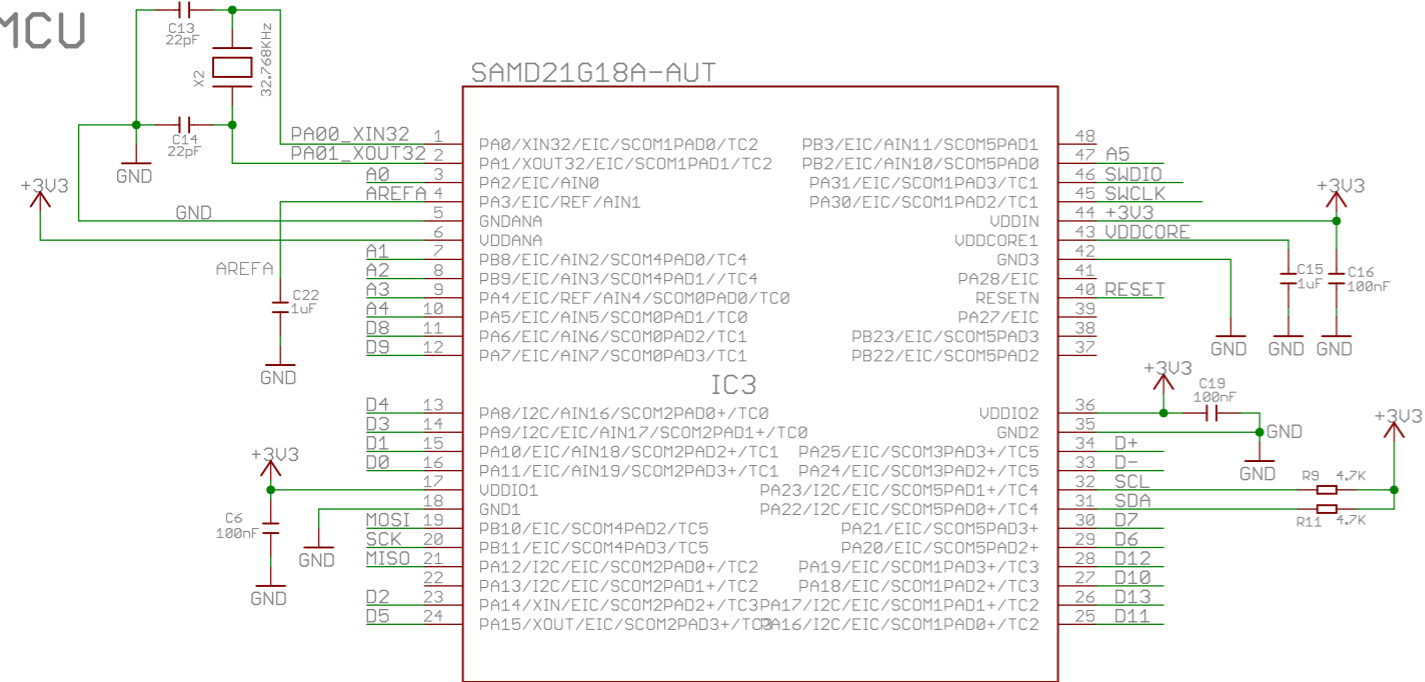 MCU
C13
22pF
X2
32.768KHz
C14
22pF
GND
+3V3
GND
PA00_XIN32
PA01_XOUT32
A0
AREFA
AREFA
C22
1uF
GND
A1
A2
A3
A4
D8
D9
D4
D3
D1
D0
+3V3
C6
100nF
GND
GND
MOSI
SCK
MISO
D2
D5
SAMD21G18A-AUT
1 PA0/XIN32/EIC/SCOM1PAD0/TC2
2 PA1/XOUT32/EIC/SCOM1PAD1/TC2
3 PA2/EIC/AIN0
4 PA3/EIC/REF/AIN1
5 GNDANA
6 VDDANA
7 PB8/EIC/AIN2/SCOM4PAD0/TC4
8 PB9/EIC/AIN3/SCOM4PAD1//TC4
9 PA4/EIC/REF/AIN4/SCOM0PAD0/TC0
10 PA5/EIC/AIN5/SCOM0PAD1/TC0
11 PA6/EIC/AIN6/SCOM0PAD2/TC1
12 PA7/EIC/AIN7/SCOM0PAD3/TC1
IC3
13 PA8/I2C/AIN16/SCOM2PAD0+/TC0
14 PA9/I2C/EIC/AIN17/SCOM2PAD1+/TC0
15 PA10/EIC/AIN18/SCOM2PAD2+/TC1
16 PA11/EIC/AIN19/SCOM2PAD3+/TC1
17 VDDIO1
18 GND1
19 PB10/EIC/SCOM4PAD2/TC5
20 PB11/EIC/SCOM4PAD3/TC5
21 PA12/I2C/EIC/SCOM2PAD0+/TC2
22 PA13/I2C/EIC/SCOM2PAD1+/TC2
23 PA14/XIN/EIC/SCOM2PAD2+/TC3
24 PA15/XOUT/EIC/SCOM2PAD3+/TC3
PB3/EIC/AIN11/SCOM5PAD1 48
PB2/EIC/AIN10/SCOM5PAD0 47 A5
PA31/EIC/SCOM1PAD3/TC1 46 SWDIO
PA30/EIC/SCOM1PAD2/TC1 45 SWCLK
VDDIN 44 +3V3
VDDCORE1 43 VDDCORE
GND3 42
PA28/EIC 41
RESETN 40 RESET
PA27/EIC 39
PB23/EIC/SCOM5PAD3 38
PB22/EIC/SCOM5PAD2 37
VDDIO2 36
GND2 35
PA25/EIC/SCOM3PAD3+/TC5 34 D+
PA24/EIC/SCOM3PAD2+/TC5 33 D-
PA23/I2C/EIC/SCOM5PAD1+/TC4 32 SCL
PA22/I2C/EIC/SCOM5PAD0+/TC4 31 SDA
PA21/EIC/SCOM5PAD3+ 30 D7
PA20/EIC/SCOM5PAD2+ 29 D6
PA19/EIC/SCOM1PAD3+/TC3 28 D12
PA18/EIC/SCOM1PAD2+/TC3 27 D10
PA17/I2C/EIC/SCOM1PAD1+/TC2 26 D13
PA16/I2C/EIC/SCOM1PAD0+/TC2 25 D11
+3V3
C15
1uF
C16
100nF
GND
GND
GND
+3V3
C19
100nF
GND
GND
+3V3
R9 4.7K
R11 4.7K